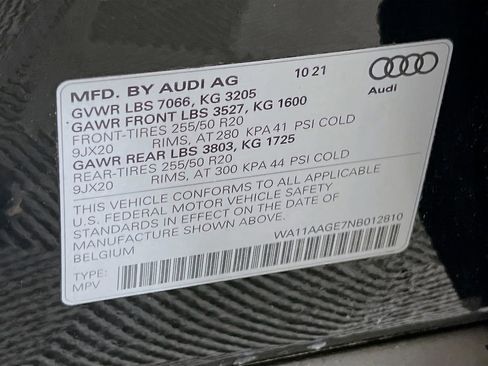 MFD. BY AUDI AG
10 21
GVWR LBS 7066, KG 3205
GAWR FRONT LBS 3527, KG 1600
FRONT-TIRES 255/50 R20
9JX20 RIMS, AT 280 KPA 41 PSI COLD
GAWR REAR LBS 3803, KG 1725
REAR-TIRES 255/50 R20
9JX20 RIMS, AT 300 KPA 44 PSI COLD
Audi
THIS VEHICLE CONFORMS TO ALL APPLICABLE
U.S. FEDERAL MOTOR VEHICLE SAFETY
STANDARDS IN EFFECT ON THE DATE OF
MANUFACTURE SHOWN ABOVE.
BELGIUM
WA11AAGE7NB012810
TYPE:
MPV